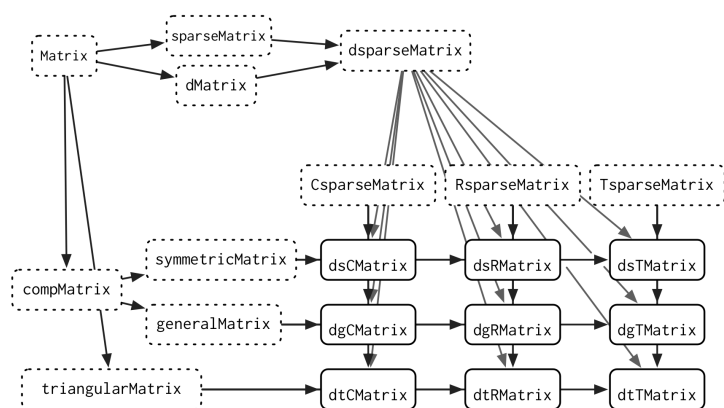 sparseMatrix
Matrix
dsparseMatrix
dMatrix
CsparseMatrix
RsparseMatrix
TsparseMatrix
symmetricMatrix
dsCMatrix
dsRMatrix
dsTMatrix
compMatrix
generalMatrix
dgCMatrix
dgRMatrix
dgTMatrix
triangularMatrix
dtCMatrix
dtRMatrix
dtTMatrix